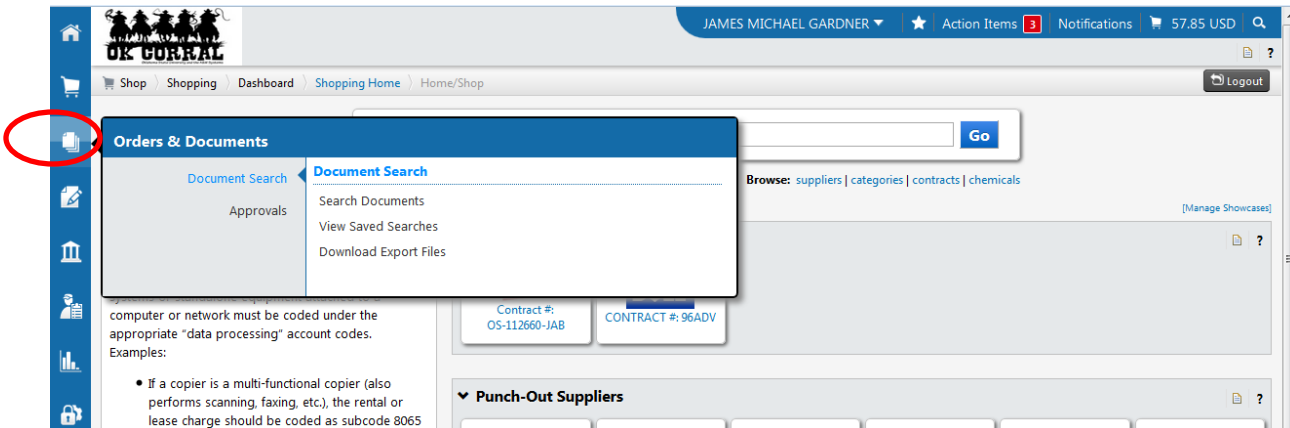 JAMES MICHAEL GARDNER Action Items 3 Notifications 57.85 USD
OK CORRAL
?
Shop Shopping Dashboard Shopping Home Home/Shop Logout
Orders & Documents
Go
Document Search
Approvals
Document Search
Search Documents
View Saved Searches
Download Export Files
Browse: suppliers | categories | contracts | chemicals
[Manage Showcases]
?
computer or network must be coded under the
appropriate "data processing" account codes.
Examples:
• If a copier is a multi-functional copier (also
performs scanning, faxing, etc.), the rental or
lease charge should be coded as subcode 8065
Contract #:
OS-112660-JAB
CONTRACT #: 96ADV
Punch-Out Suppliers
?